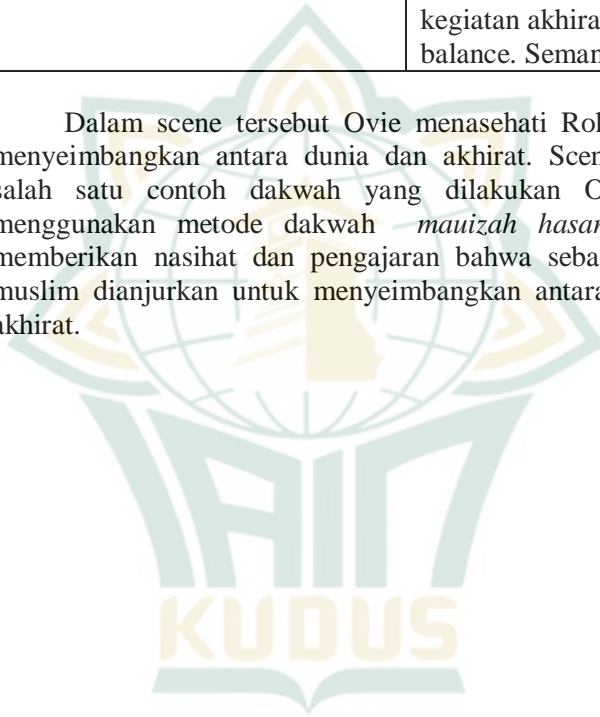 kegiatan akhira
balance. Seman
Dalam scene tersebut Ovie menasehati Rol
menyeimbangkan antara dunia dan akhirat. Scen
salah satu contoh dakwah yang dilakukan O
menggunakan metode dakwah mauizah hasar
memberikan nasihat dan pengajaran bahwa seba
muslim dianjurkan untuk menyeimbangkan antara
akhirat.
IAIN
KUDUS